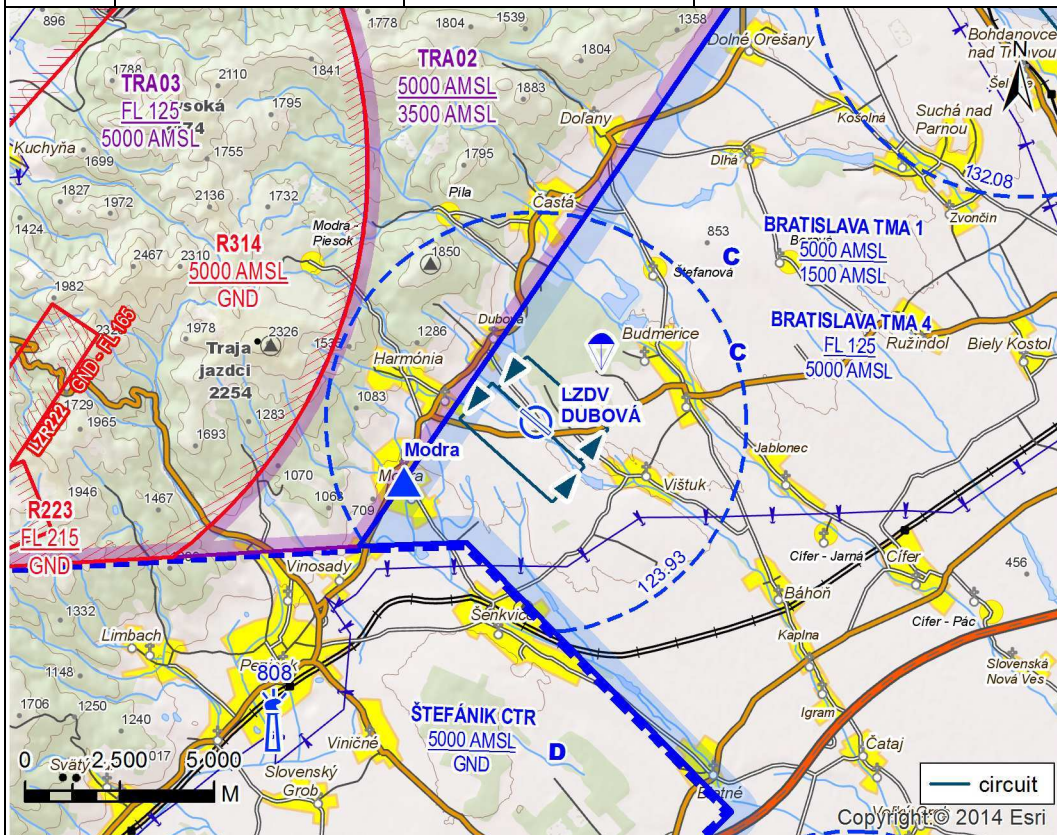 896
1778
1804
1539
1358
Dolné Orešany
Bohdanovce
N
1788
1841
TRA02
5000 AMSL
3500 AMSL
1804
TRA03
FL 125
5000 AMSL
2110
1883
1795
Doľany
Košolná
Suchá nad
Parnou
Kuchyňa
1699
1755
1795
Dlhá
1827
1972
2136
1732
Píla
Častá
132.08
Zvončín
1424
Modra -
Piesok
853
BRATISLAVA TMA 1
5000 AMSL
1500 AMSL
C
2467
2310
R314
5000 AMSL
GND
1850
Štefanová
1982
GND - FL 165
LZR222
1978
2326
Traja
jazdci
2254
1286
Dubová
Budmerice
BRATISLAVA TMA 4
FL 125
5000 AMSL
C
Ružindol
Biely Kostol
Harmónia
1729
1965
1283
1083
LZDV
DUBOVÁ
1693
Modra
Jablonec
1946
1467
1070
709
Vištuk
R223
FL 215
GND
Cífer - Jarná
Cífer
456
Vinosady
123.93
Báhoň
1332
Limbach
Šenkvice
Kaplna
Cífer - Pác
1148
808
Slovenská
Nová Ves
1706
1250
1240
Viničné
ŠTEFÁNIK CTR
5000 AMSL
GND
D
Igram
Čataj
0 2,500 5,000
M
Slovenský
Grob
circuit
Copyright:© 2014 Esri